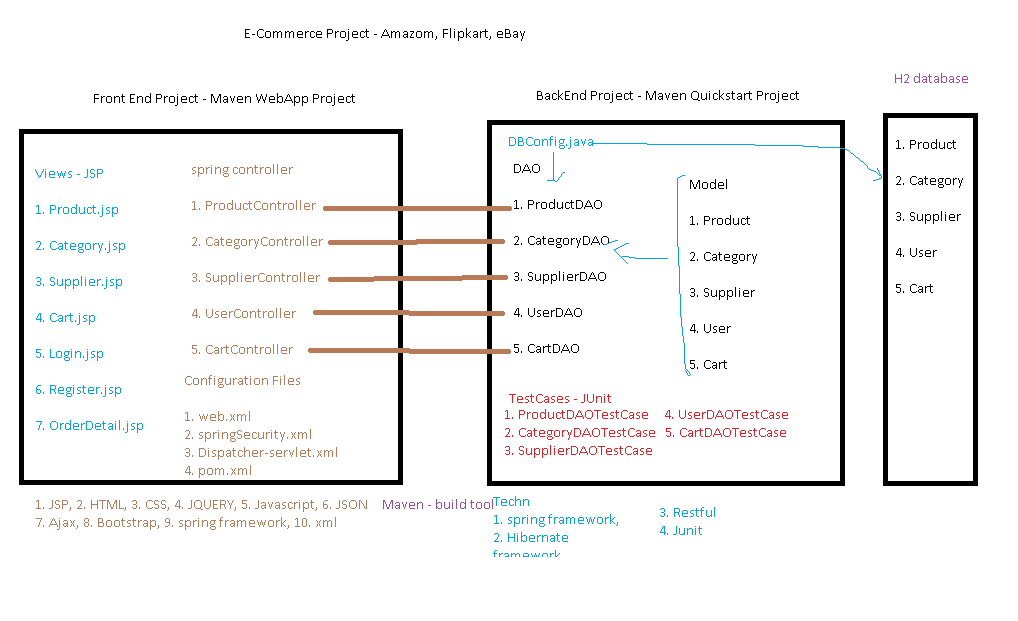 E-Commerce Project - Amazom, Flipkart, eBay
Front End Project - Maven WebApp Project
Views - JSP
1. Product.jsp
2. Category.jsp
3. Supplier.jsp
4. Cart.jsp
5. Login.jsp
6. Register.jsp
7. OrderDetail.jsp
spring controller
1. ProductController
2. CategoryController
3. SupplierController
4. UserController
5. CartController
Configuration Files
1. web.xml
2. springSecurity.xml
3. Dispatcher-servlet.xml
4. pom.xml
1. JSP, 2. HTML, 3. CSS, 4. JQUERY, 5. Javascript, 6. JSON
7. Ajax, 8. Bootstrap, 9. spring framework, 10. xml
Maven - build tool
BackEnd Project - Maven Quickstart Project
DBConfig.java
DAO
1. ProductDAO
2. CategoryDAO
3. SupplierDAO
4. UserDAO
5. CartDAO
Model
1. Product
2. Category
3. Supplier
4. User
5. Cart
TestCases - JUnit
1. ProductDAOTestCase
2. CategoryDAOTestCase
3. SupplierDAOTestCase
4. UserDAOTestCase
5. CartDAOTestCase
Techn
1. spring framework,
2. Hibernate
framework
3. Restful
4. Junit
H2 database
1. Product
2. Category
3. Supplier
4. User
5. Cart